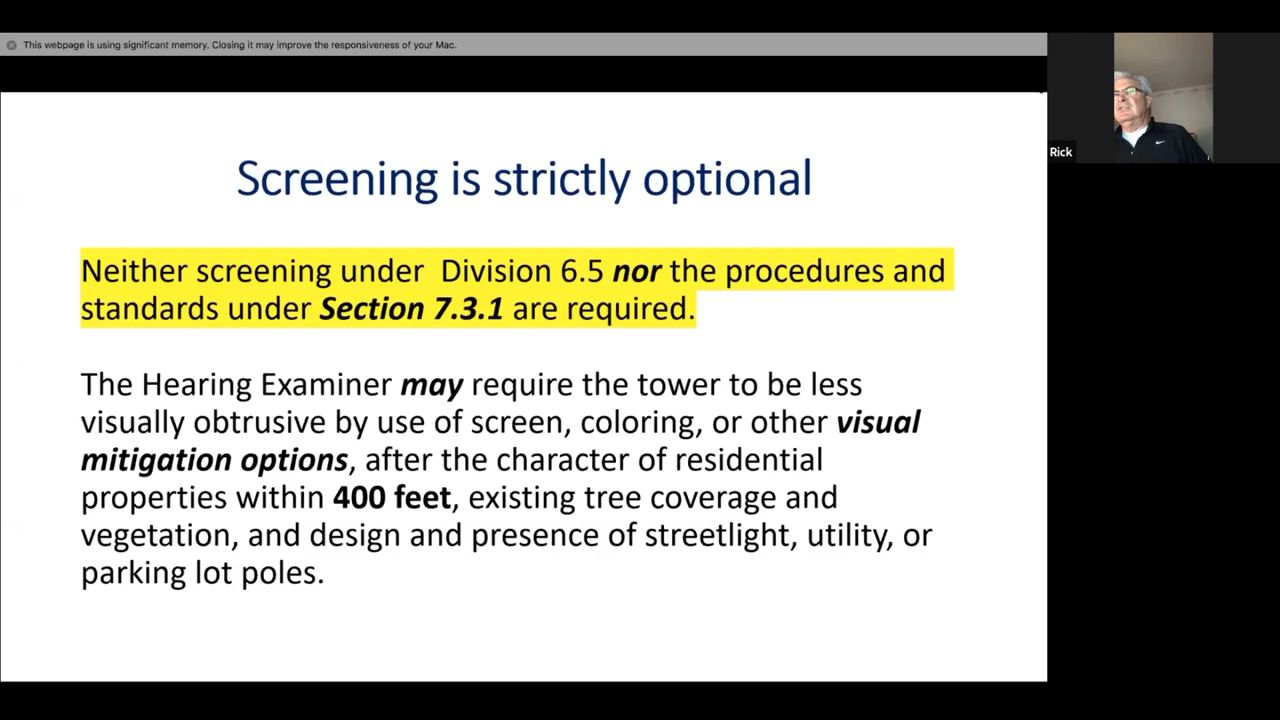 This webpage is using significant memory. Closing it may improve the responsiveness of your Mac.
Rick
Screening is strictly optional
Neither screening under  Division 6.5 nor the procedures and
standards under Section 7.3.1 are required.
The Hearing Examiner may require the tower to be less
visually obtrusive by use of screen, coloring, or other visual
mitigation options, after the character of residential
properties within 400 feet, existing tree coverage and
vegetation, and design and presence of streetlight, utility, or
parking lot poles.